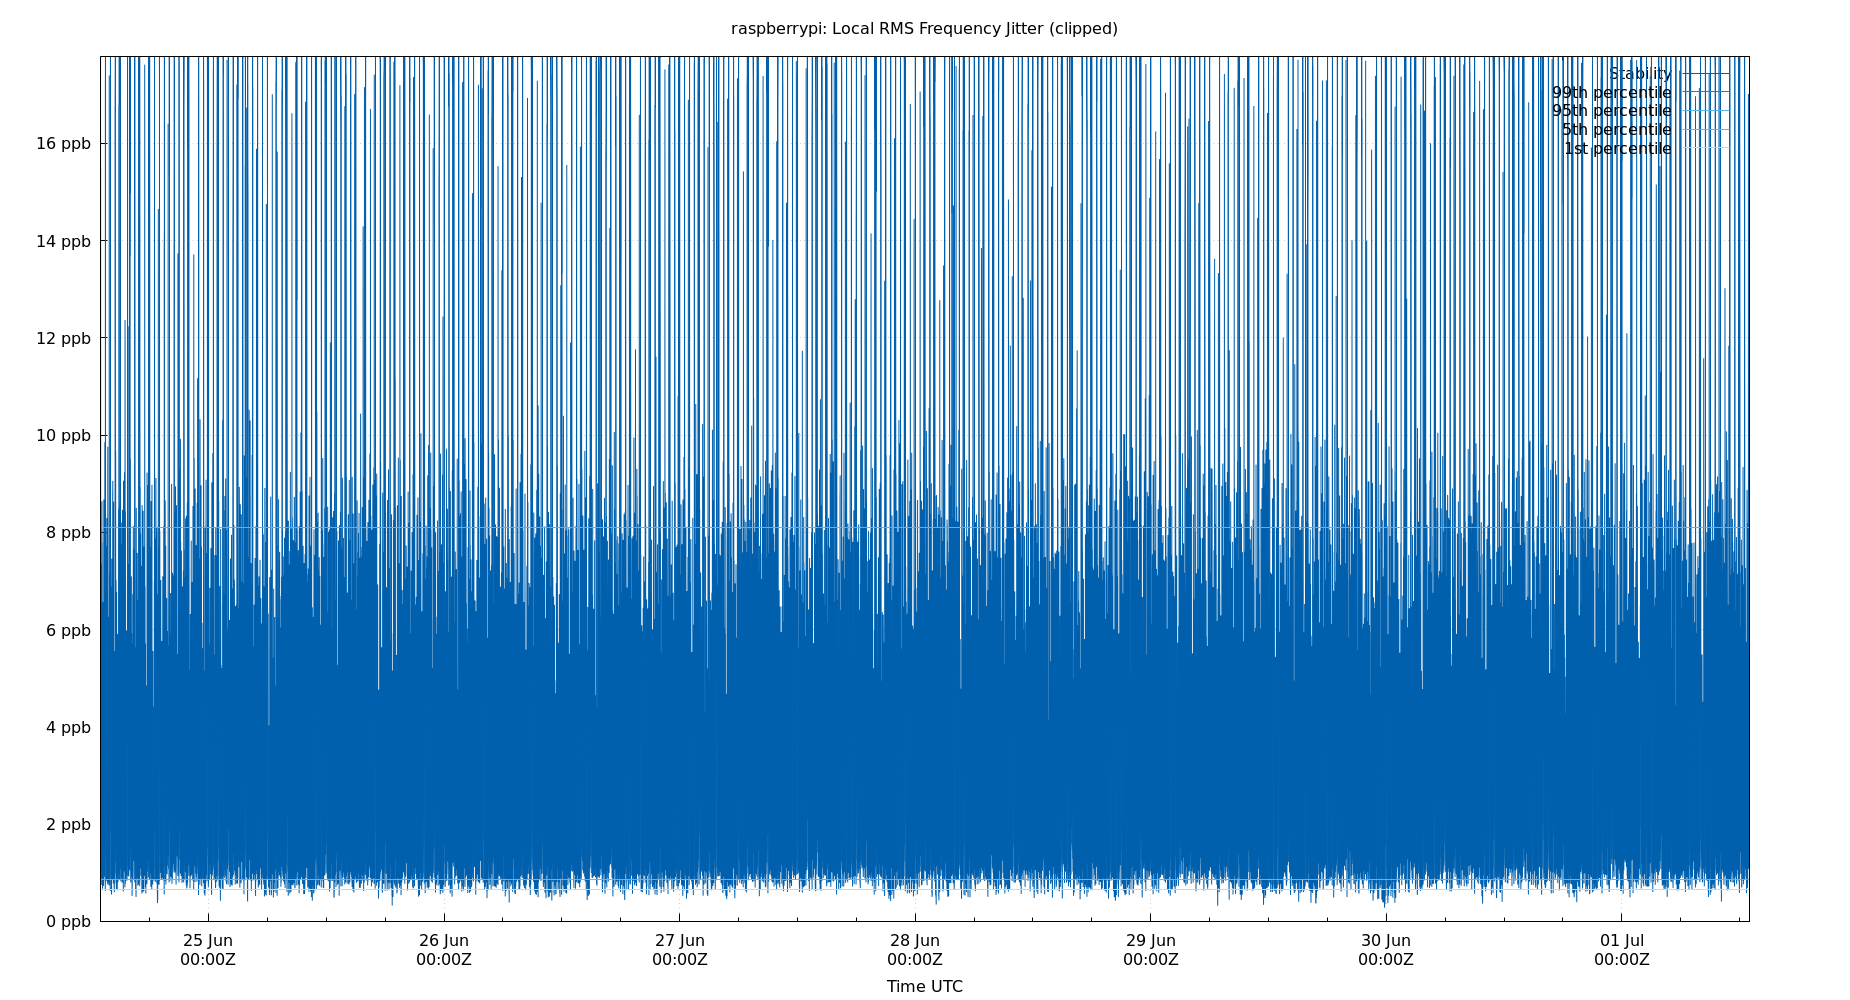 raspberrypi: Local RMS Frequency Jitter (clipped)
Stability
99th percentile
95th percentile
5th percentile
1st percentile
16 ppb
14 ppb
12 ppb
10 ppb
8 ppb
6 ppb
4 ppb
2 ppb
0 ppb
25 Jun 26 Jun 27 Jun 28 Jun 29 Jun 30 Jun 01 Jul
00:00Z 00:00Z 00:00Z 00:00Z 00:00Z 00:00Z 00:00Z
Time UTC